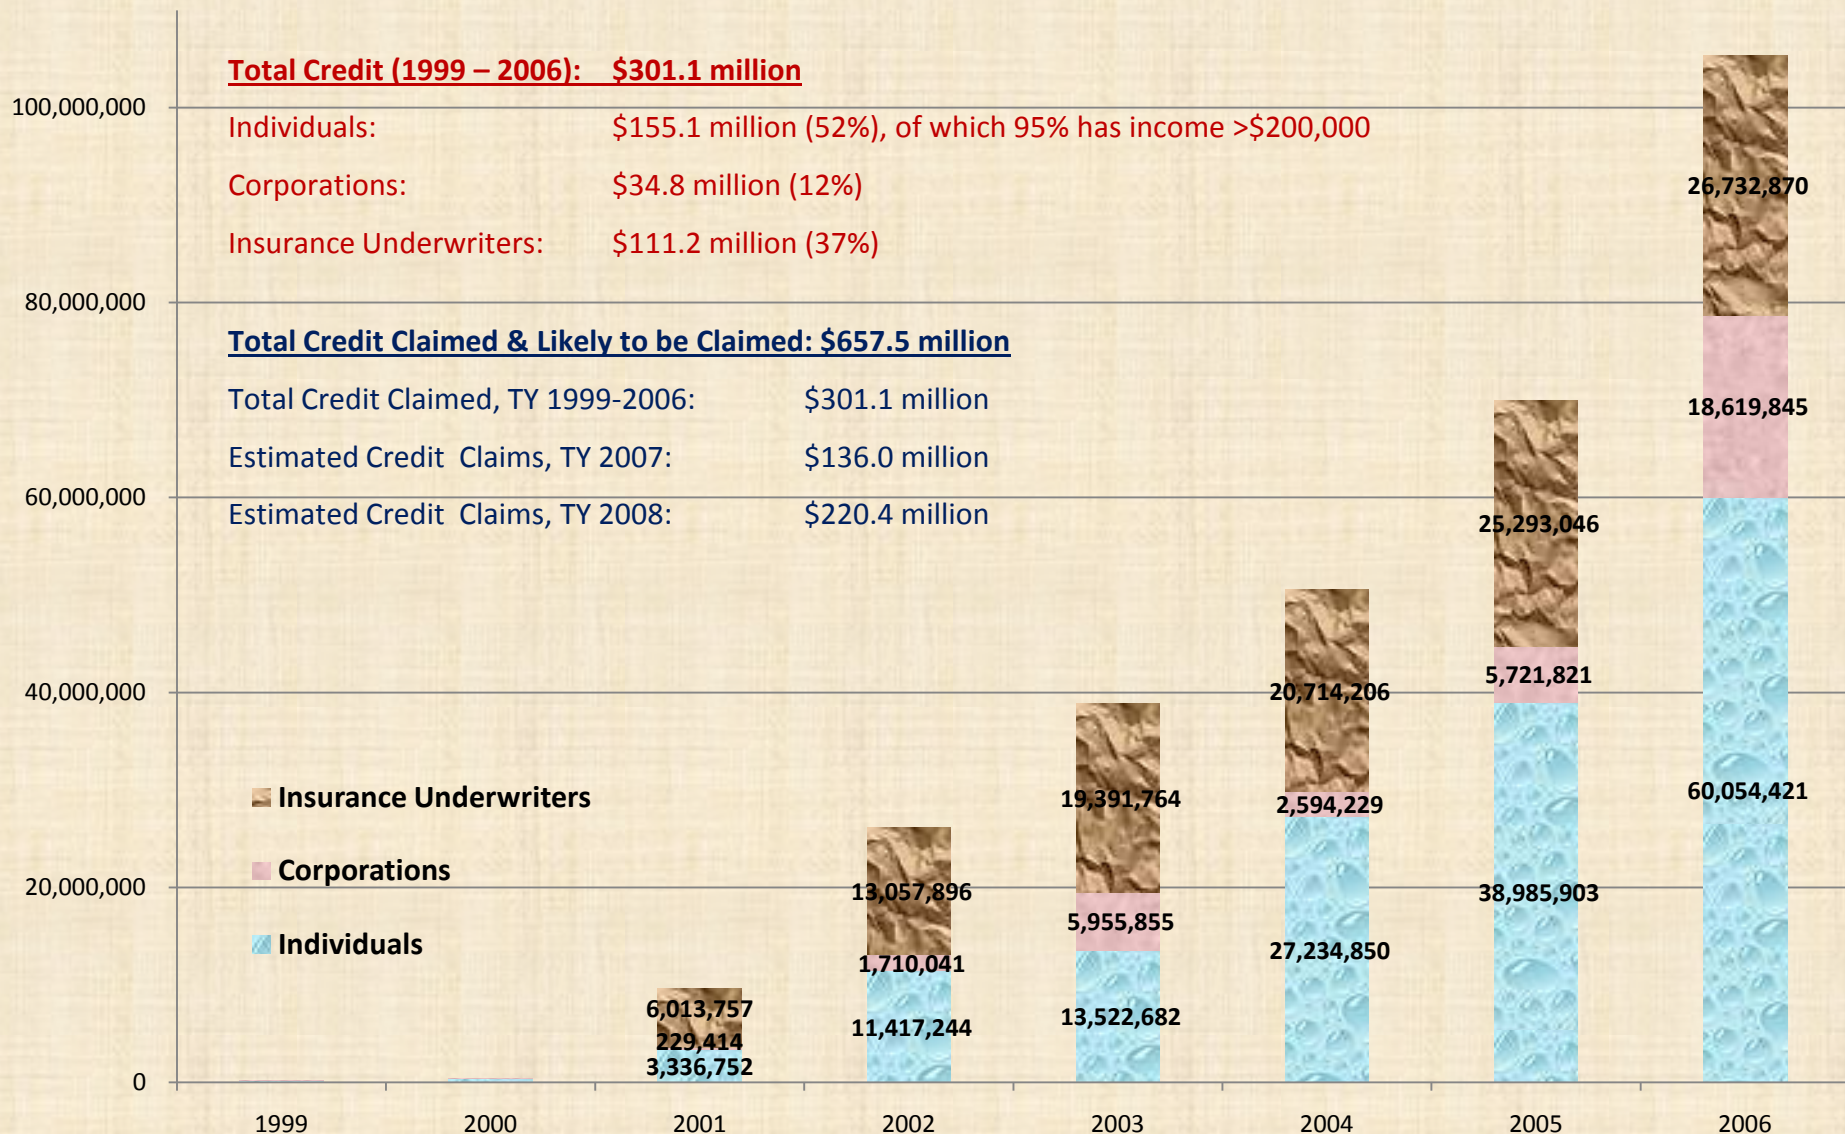 Total Credit (1999 – 2006): $301.1 million
Individuals: $155.1 million (52%), of which 95% has income >$200,000
Corporations: $34.8 million (12%)
Insurance Underwriters: $111.2 million (37%)
Total Credit Claimed & Likely to be Claimed: $657.5 million
Total Credit Claimed, TY 1999-2006: $301.1 million
Estimated Credit Claims, TY 2007: $136.0 million
Estimated Credit Claims, TY 2008: $220.4 million
100,000,000
80,000,000
60,000,000
40,000,000
20,000,000
0
Insurance Underwriters
Corporations
Individuals
6,013,757
229,414
3,336,752
13,057,896
1,710,041
11,417,244
19,391,764
5,955,855
13,522,682
20,714,206
2,594,229
27,234,850
25,293,046
5,721,821
38,985,903
26,732,870
18,619,845
60,054,421
1999 2000 2001 2002 2003 2004 2005 2006